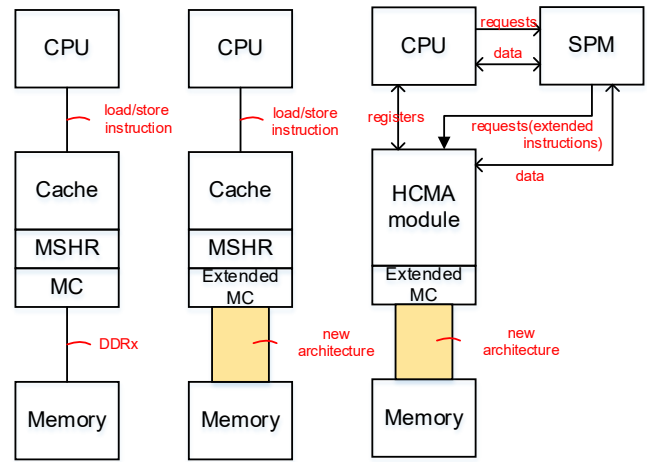 CPU
load/store
instruction
Cache
MSHR
MC
DDRx
Memory
CPU
load/store
instruction
Cache
MSHR
Extended
MC
new
architecture
Memory
CPU
requests
data
SPM
registers
requests(extended
instructions)
data
HCMA
module
Extended
MC
new
architecture
Memory